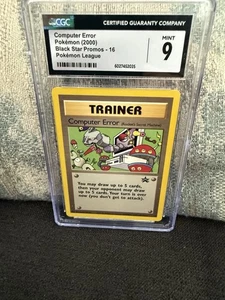 CGC
CERTIFIED GUARANTY COMPANY
Computer Error
Pokémon (2000)
Black Star Promos - 16
Pokémon League
MINT
9
TRAINER
Computer Error
You may draw up to 5 cards,
then your opponent may draw up
to 5 cards. Your turn is over
now (you don't get to attack).